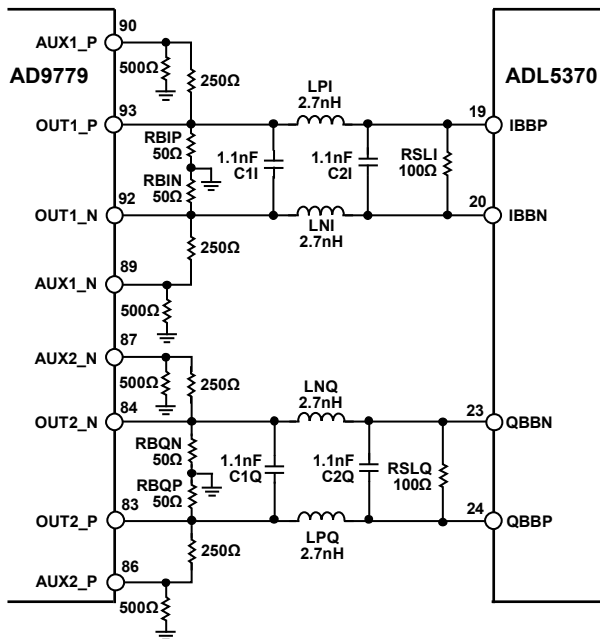 90
AUX1_P
500Ω
250Ω
AD9779
ADL5370
LPI
2.7nH
93
19
OUT1_P
IBBP
RBIP
50Ω
1.1nF
C1I
1.1nF
C2I
RSLI
100Ω
RBIN
50Ω
92
20
OUT1_N
IBBN
LNI
2.7nH
250Ω
89
AUX1_N
500Ω
87
AUX2_N
500Ω
250Ω
LNQ
2.7nH
84
23
OUT2_N
QBBN
RBQN
50Ω
1.1nF
C1Q
1.1nF
C2Q
RSLQ
100Ω
RBQP
50Ω
83
24
OUT2_P
QBBP
LPQ
2.7nH
250Ω
86
AUX2_P
500Ω